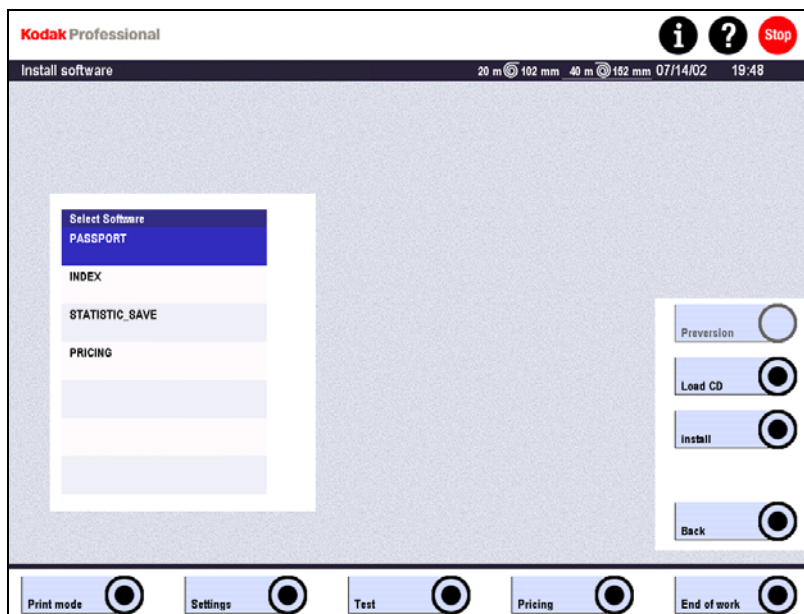 Kodak Professional
i ? Stop
Install software 20 m 102 mm 40 m 152 mm 07/14/02 19:48
Select Software
PASSPORT
INDEX
STATISTIC_SAVE
PRICING
Preversion
Load CD
install
Back
Print mode Settings Test Pricing End of work